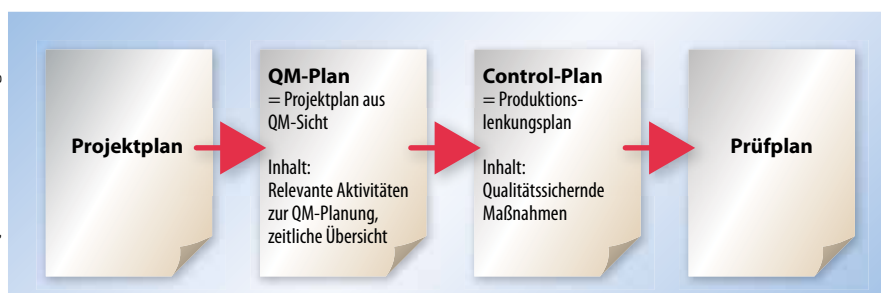 Projektplan
QM-Plan
= Projektplan aus
QM-Sicht
Inhalt:
Relevante Aktivitäten
zur QM-Planung,
zeitliche Übersicht
Control-Plan
= Produktions-
lenkungsplan
Inhalt:
Qualitätssichernde
Maßnahmen
Prüfplan